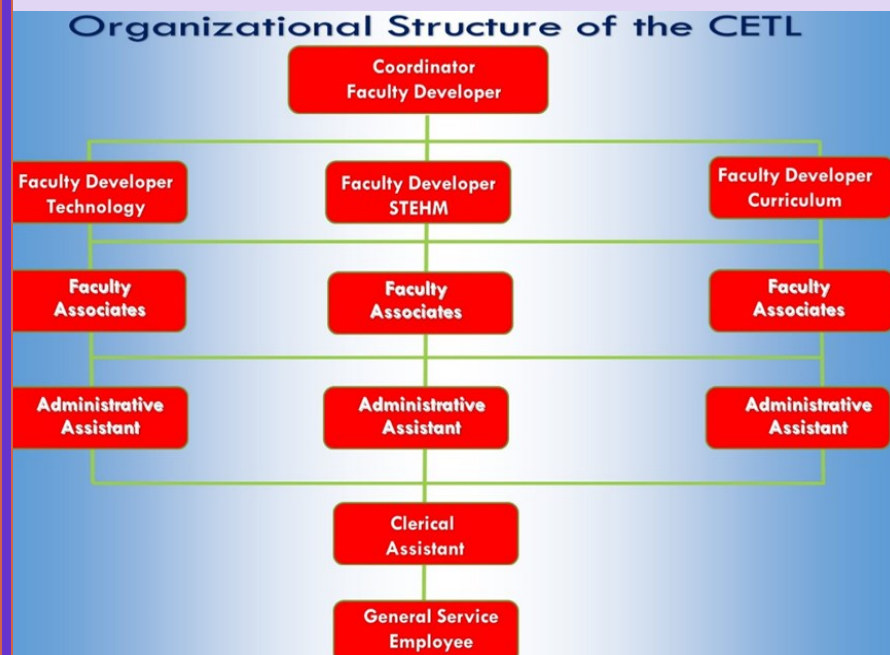 Organizational Structure of the CETL
Coordinator
Faculty Developer
Faculty Developer
Technology
Faculty Developer
STEHM
Faculty Developer
Curriculum
Faculty
Associates
Faculty
Associates
Faculty
Associates
Administrative
Assistant
Administrative
Assistant
Administrative
Assistant
Clerical
Assistant
General Service
Employee